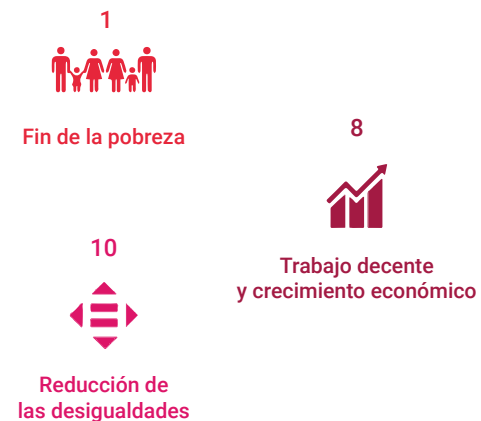 1
Fin de la pobreza
8
Trabajo decente
y crecimiento económico
10
Reducción de
las desigualdades